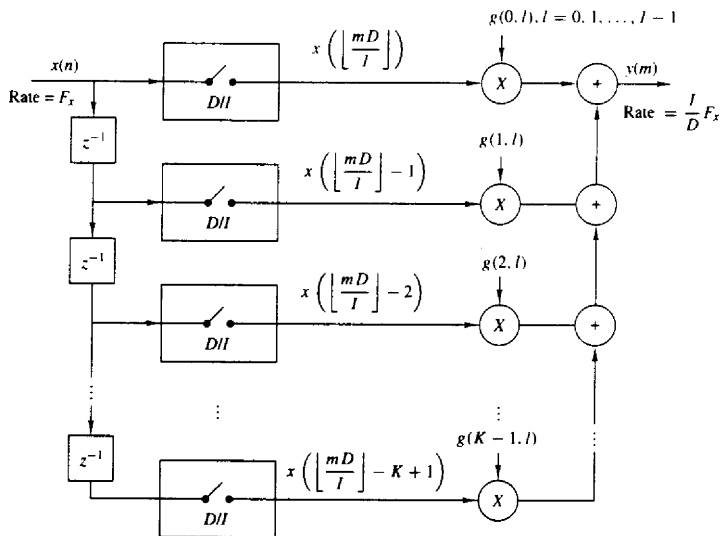 g(0, l), l = 0, 1, . . . , I − 1
x(n)
Rate = F_x
D/I
x(⌊mD/I⌋)
X
+
y(m)
Rate = I/D F_x
z⁻¹
g(1, l)
D/I
x(⌊mD/I⌋ − 1)
X
+
z⁻¹
g(2, l)
D/I
x(⌊mD/I⌋ − 2)
X
+
⋮
⋮
⋮
⋮
z⁻¹
g(K − 1, l)
D/I
x(⌊mD/I⌋ − K + 1)
X